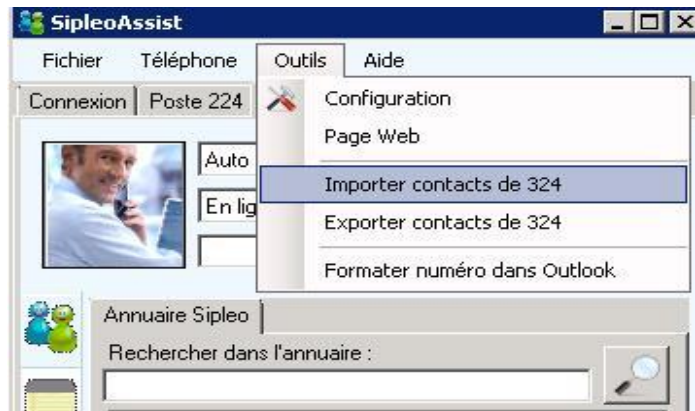 SipleoAssist
Fichier Téléphone Outils Aide
Connexion Poste 224
Configuration
Page Web
Importer contacts de 324
Exporter contacts de 324
Formater numéro dans Outlook
Auto
En lig
Annuaire Sipleo
Rechercher dans l'annuaire :